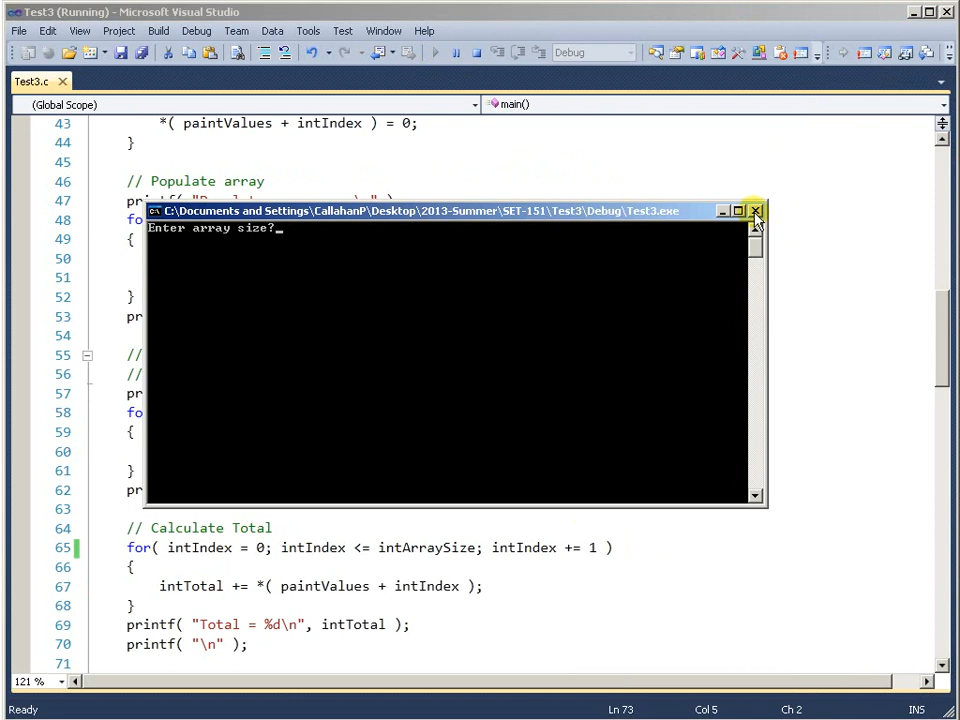 Test3 (Running) - Microsoft Visual Studio
File Edit View Project Build Debug Team Data Tools Test Window Help
Debug
Test3.c
(Global Scope) main()
43 *( paintValues + intIndex ) = 0;
44 }
45
46 // Populate array
47
C:\Documents and Settings\CallahanP\Desktop\2013-Summer\SET-151\Test3\Debug\Test3.exe
Enter array size?_
48 fo
49 {
50
51
52 }
53 pr
54
55 //
56 //
57 pr
58 fo
59 {
60
61 }
62 pr
63
64 // Calculate Total
65 for( intIndex = 0; intIndex <= intArraySize; intIndex += 1 )
66 {
67 intTotal += *( paintValues + intIndex );
68 }
69 printf( "Total = %d\n", intTotal );
70 printf( "\n" );
71
121 %
Ready Ln 73 Col 5 Ch 2 INS